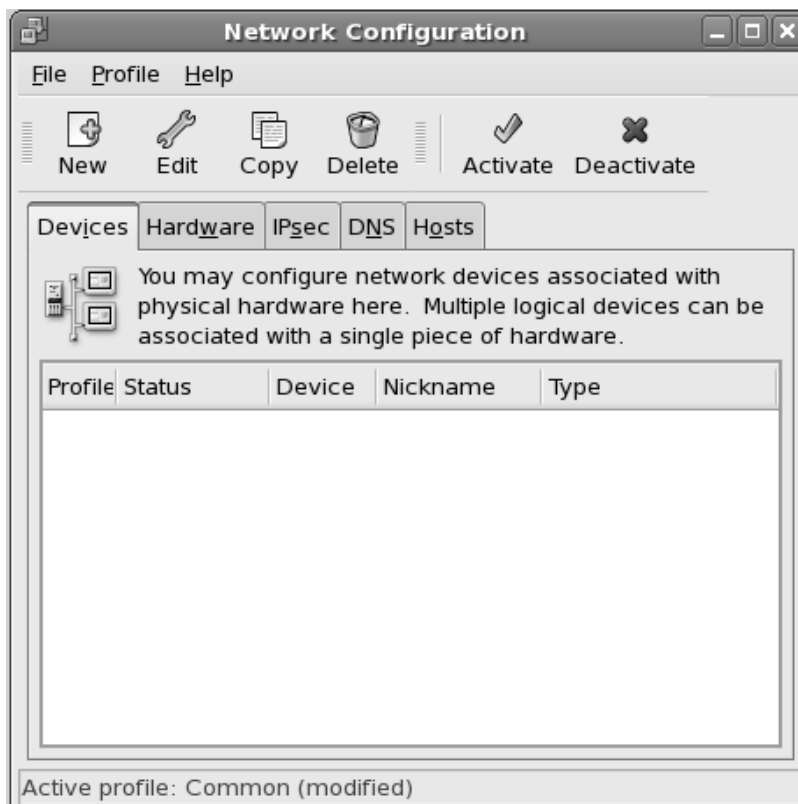 Network Configuration
File Profile Help
New Edit Copy Delete Activate Deactivate
Devices Hardware IPsec DNS Hosts
You may configure network devices associated with
physical hardware here. Multiple logical devices can be
associated with a single piece of hardware.
Profile Status Device Nickname Type
Active profile: Common (modified)